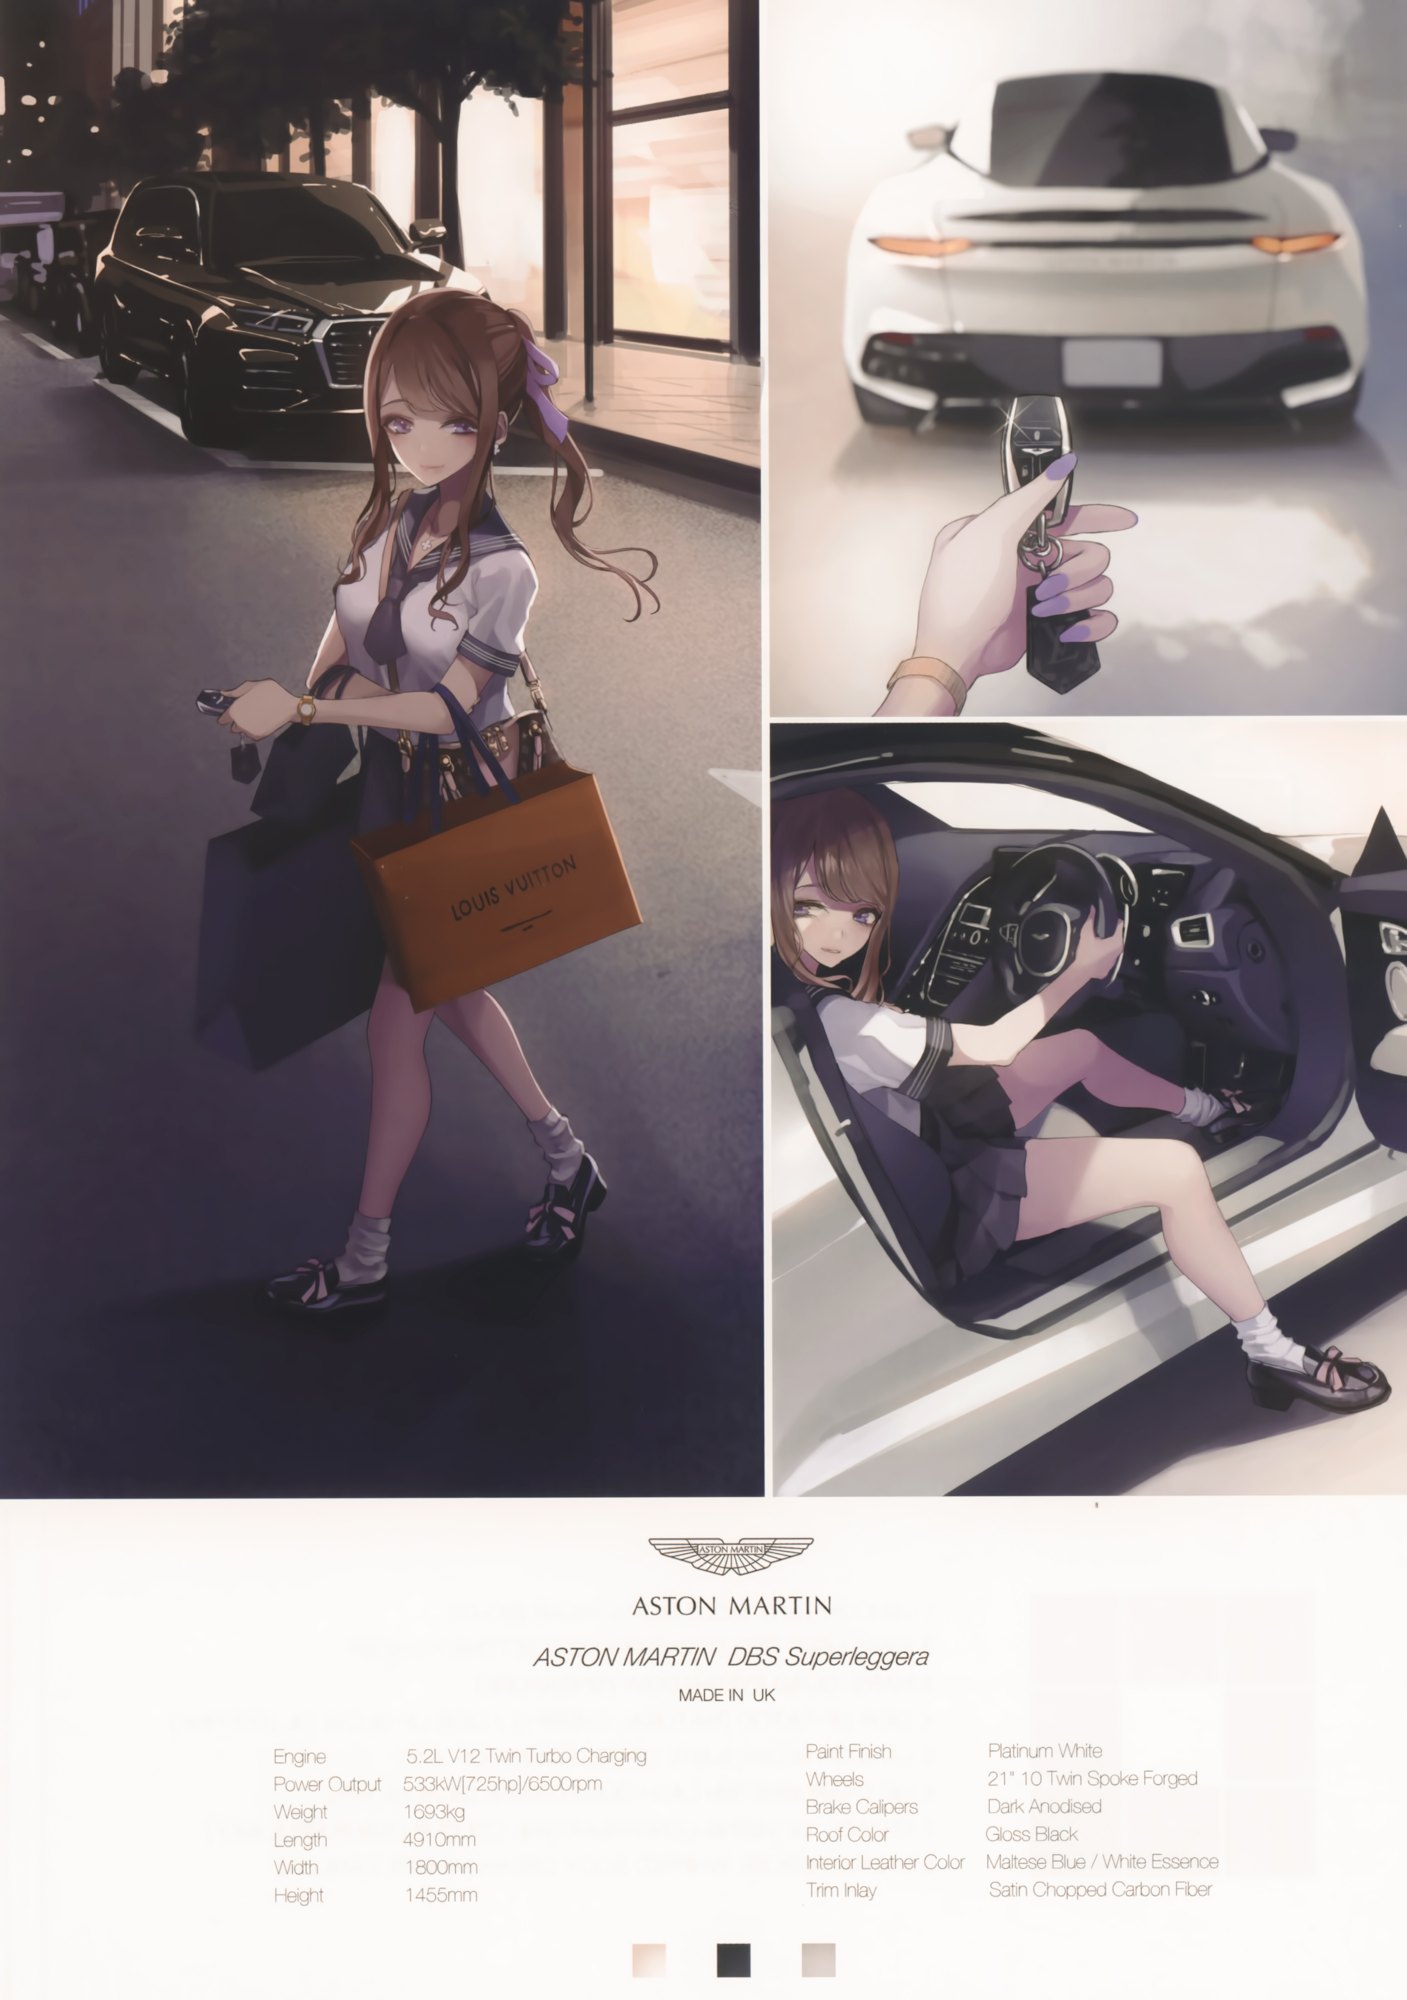 LOUIS VUITTON
ASTON MARTIN
ASTON MARTIN
ASTON MARTIN DBS Superleggera
MADE IN UK
Engine 5.2L V12 Twin Turbo Charging
Power Output 533kW[725hp]/6500rpm
Weight 1693kg
Length 4910mm
Width 1800mm
Height 1455mm
Paint Finish Platinum White
Wheels 21" 10 Twin Spoke Forged
Brake Calipers Dark Anodised
Roof Color Gloss Black
Interior Leather Color Maltese Blue / White Essence
Trim Inlay Satin Chopped Carbon Fiber